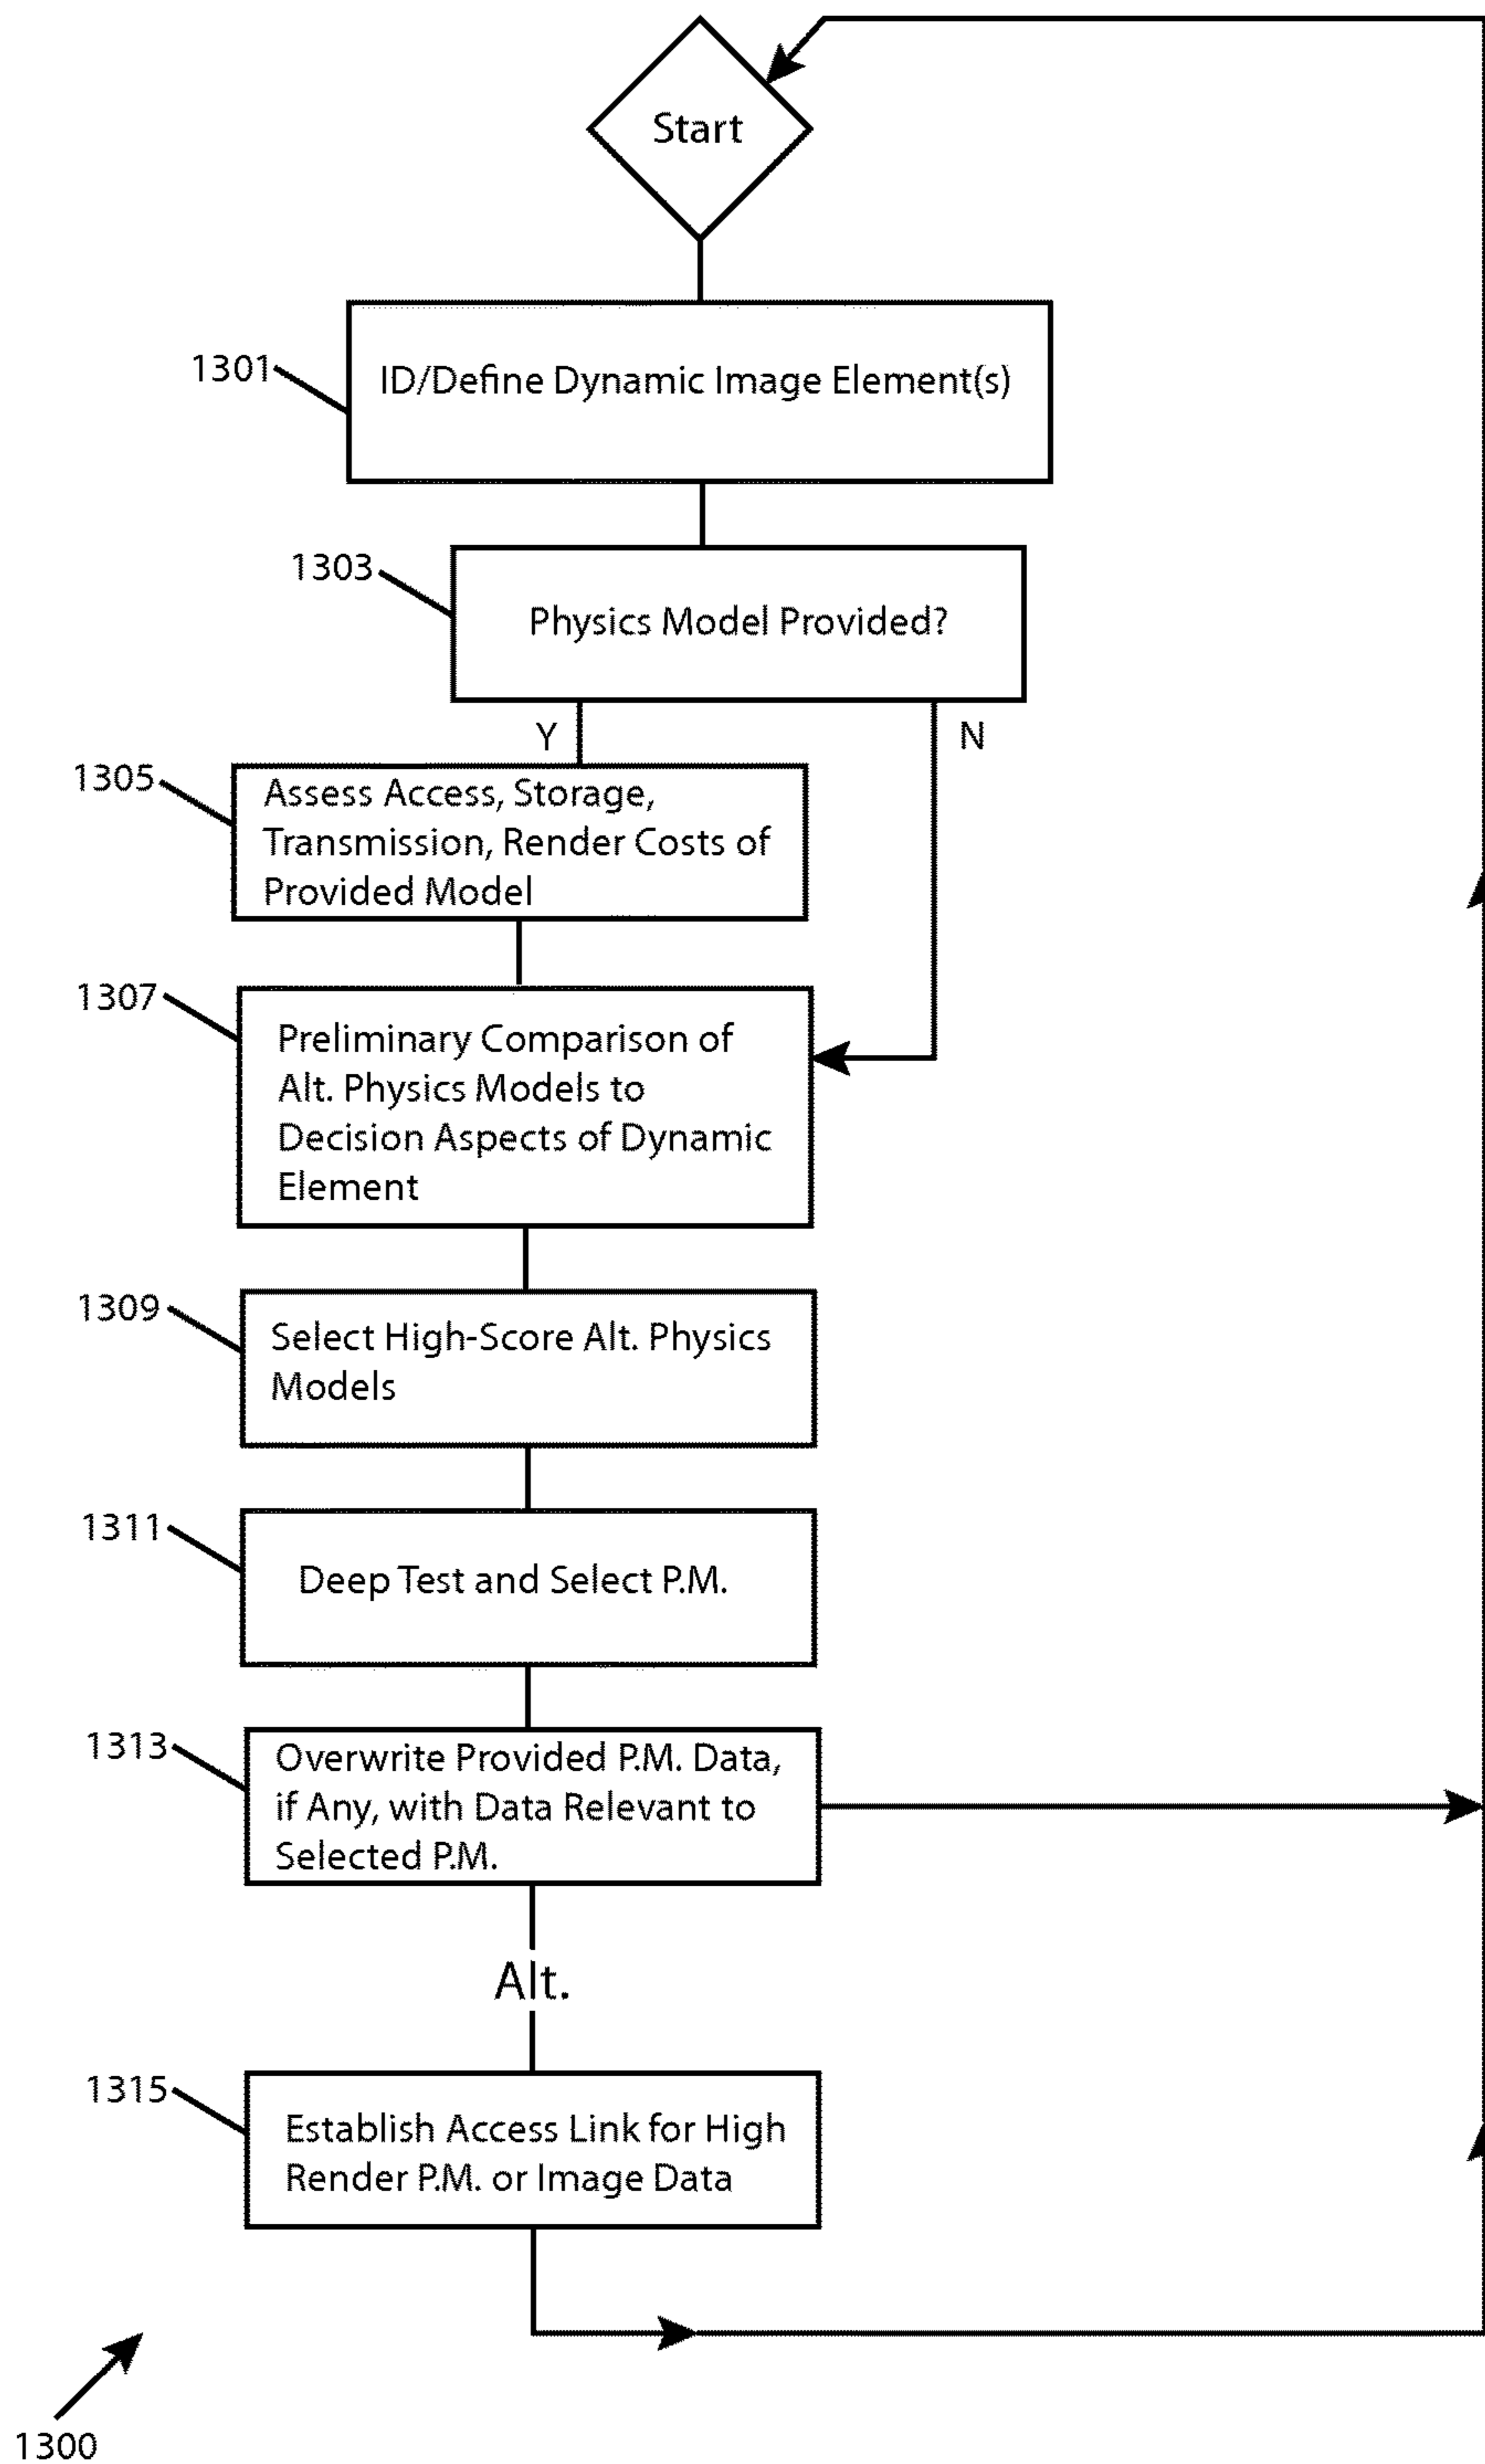 Start
1301
ID/Define Dynamic Image Element(s)
1303
Physics Model Provided?
Y
N
1305
Assess Access, Storage,
Transmission, Render Costs of
Provided Model
1307
Preliminary Comparison of
Alt. Physics Models to
Decision Aspects of Dynamic
Element
1309
Select High-Score Alt. Physics
Models
1311
Deep Test and Select P.M.
1313
Overwrite Provided P.M. Data,
if Any, with Data Relevant to
Selected P.M.
Alt.
1315
Establish Access Link for High
Render P.M. or Image Data
1300